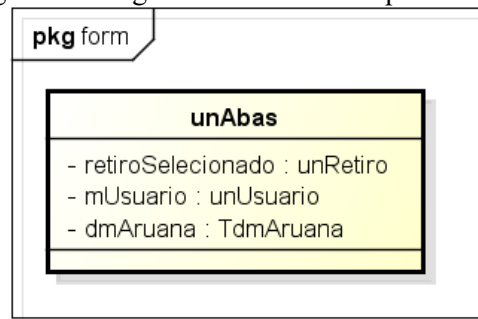 pkg form
unAbas
- retiroSelecionado : unRetiro
- mUsuario : unUsuario
- dmAruana : TdmAruana